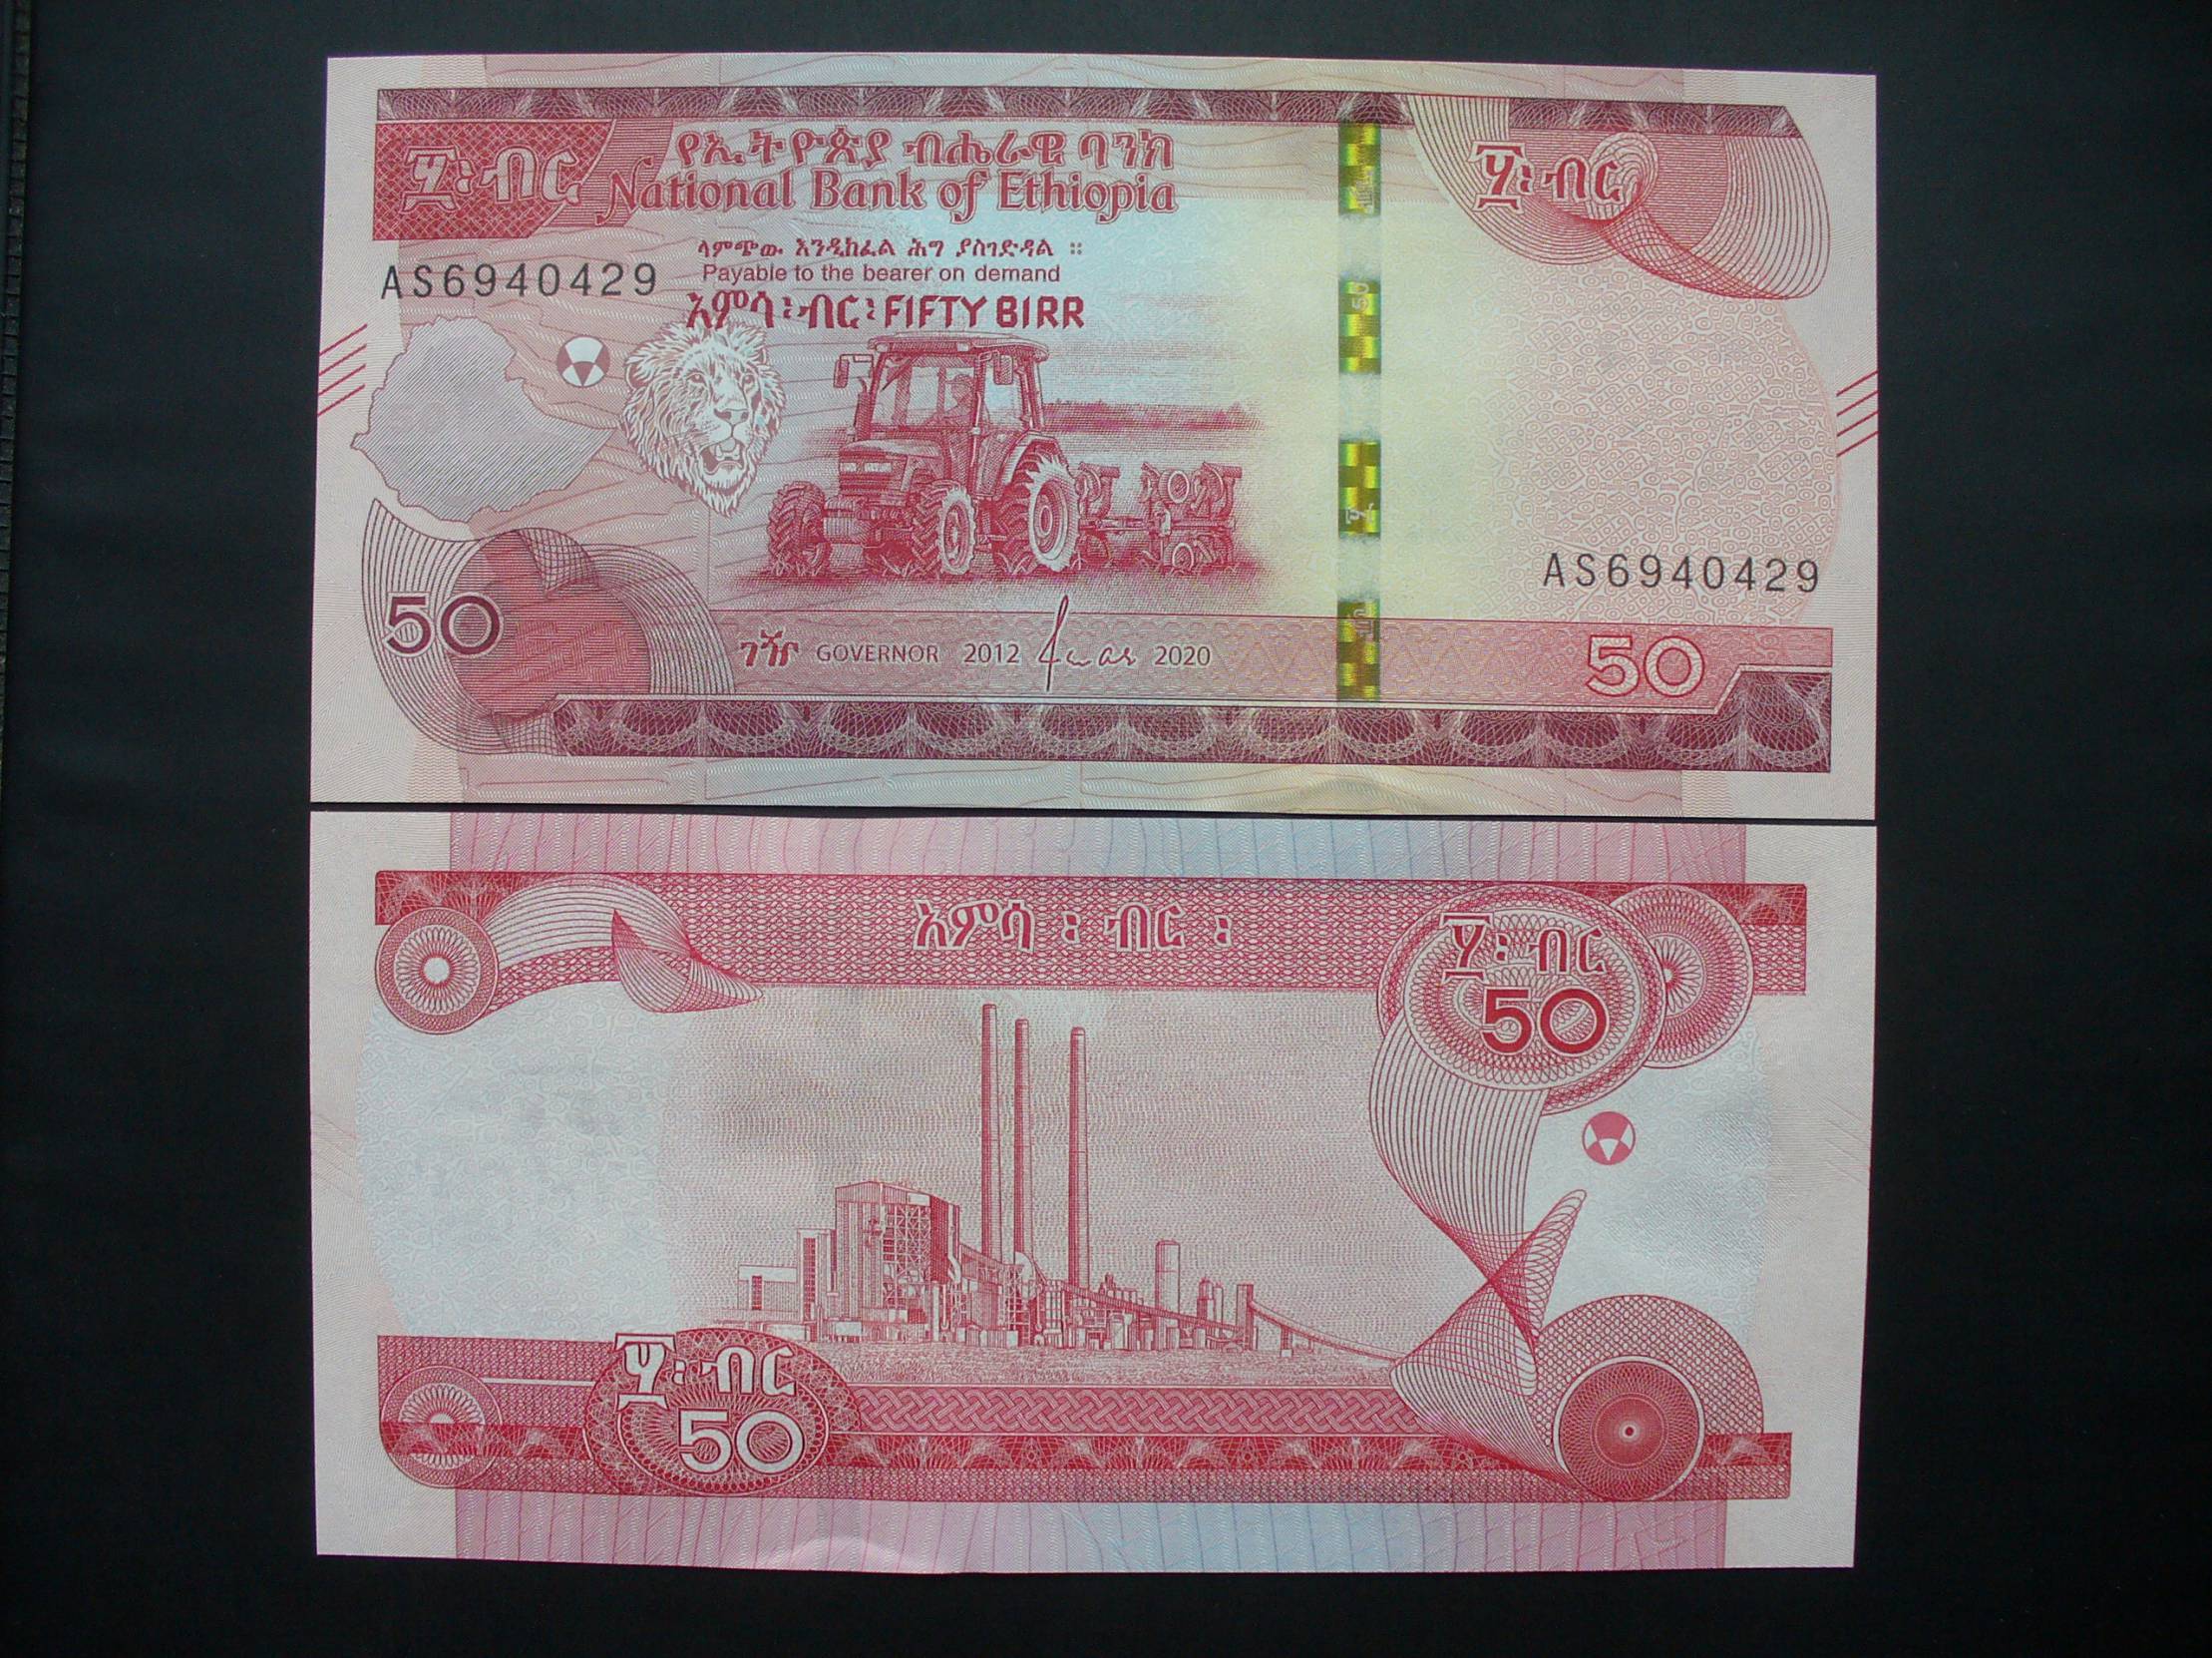 ፶፡ብር
የኢትዮጵያ ብሔራዊ ባንክ
National Bank of Ethiopia
፶፡ብር
ላምጭው እንዲከፈል ሕግ ያስገድዳል ።
Payable to the bearer on demand
አምሳ፡ብር፡FIFTY BIRR
AS6940429
AS6940429
50
ገዥ GOVERNOR 2012 2020
50
አምሳ ፡ ብር ፡
፶፡ብር
50
፶፡ብር
50